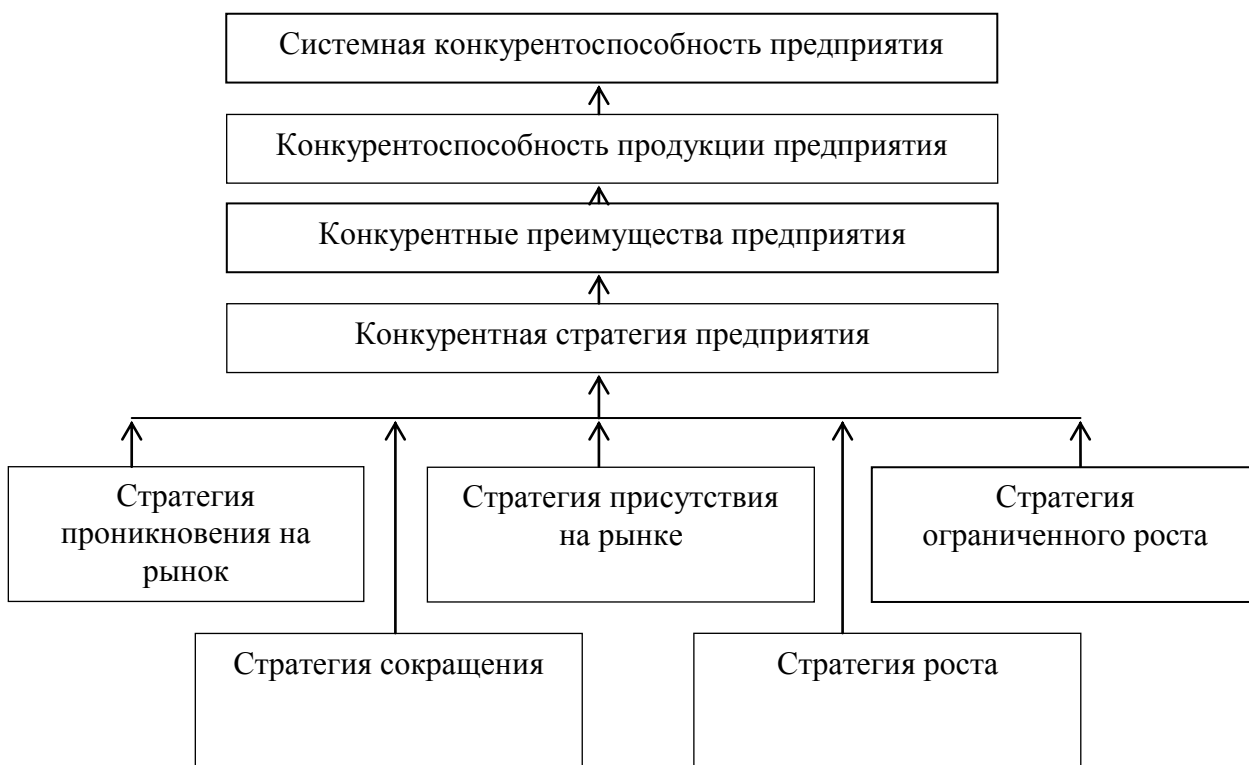 Системная конкурентоспособность предприятия
Конкурентоспособность продукции предприятия
Конкурентные преимущества предприятия
Конкурентная стратегия предприятия
Стратегия
проникновения на
рынок
Стратегия присутствия
на рынке
Стратегия
ограниченного роста
Стратегия сокращения
Стратегия роста